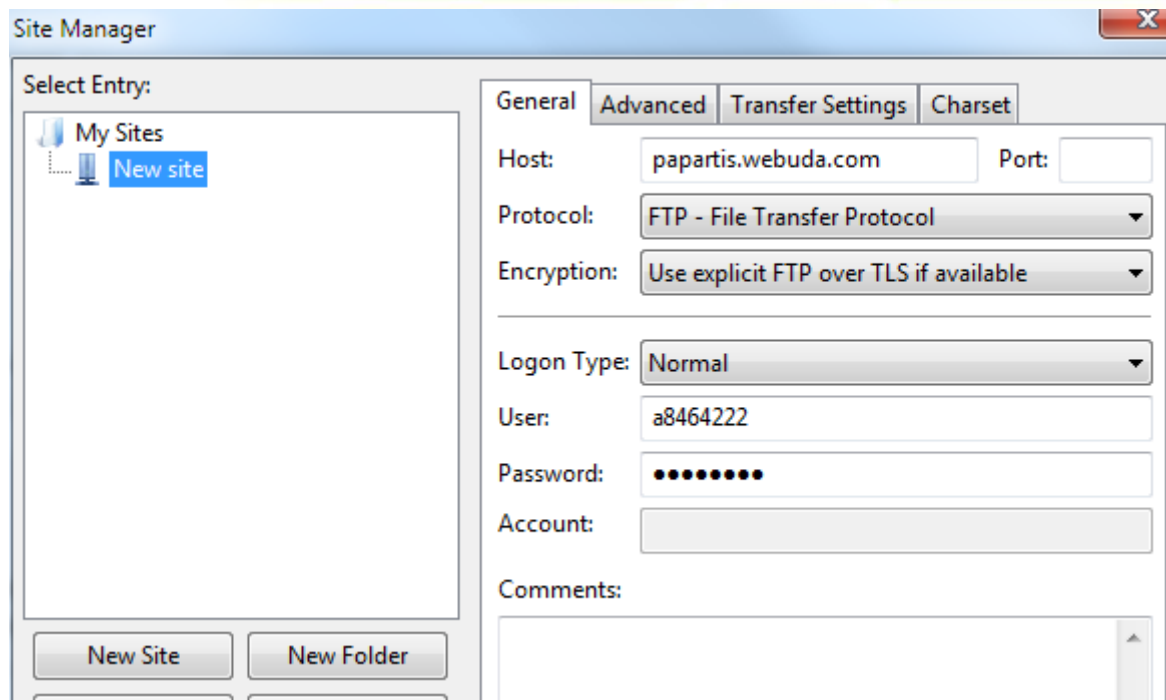 Site Manager
Select Entry:
My Sites
New site
New Site
New Folder
General Advanced Transfer Settings Charset
Host: papartis.webuda.com Port:
Protocol: FTP - File Transfer Protocol
Encryption: Use explicit FTP over TLS if available
Logon Type: Normal
User: a8464222
Password: ●●●●●●●●
Account:
Comments: